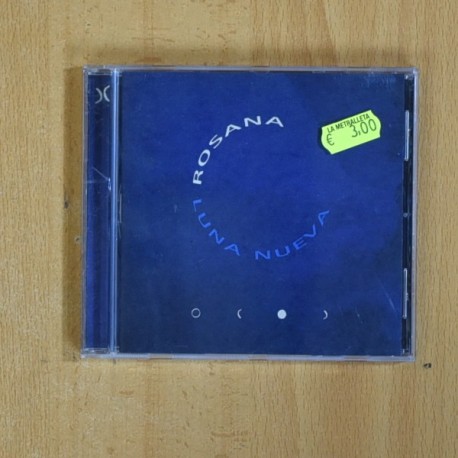 ROSANA
LUNA NUEVA
LA METRALLETA
€ 3,00